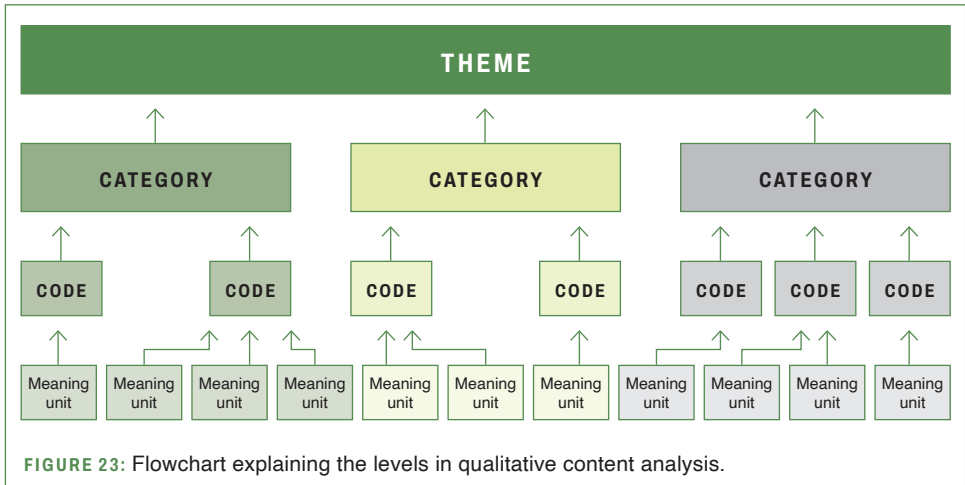 THEME
CATEGORY CATEGORY CATEGORY
CODE CODE CODE CODE CODE CODE CODE
Meaning unit
Meaning unit
Meaning unit
Meaning unit
Meaning unit
Meaning unit
Meaning unit
Meaning unit
Meaning unit
Meaning unit
Meaning unit
FIGURE 23: Flowchart explaining the levels in qualitative content analysis.